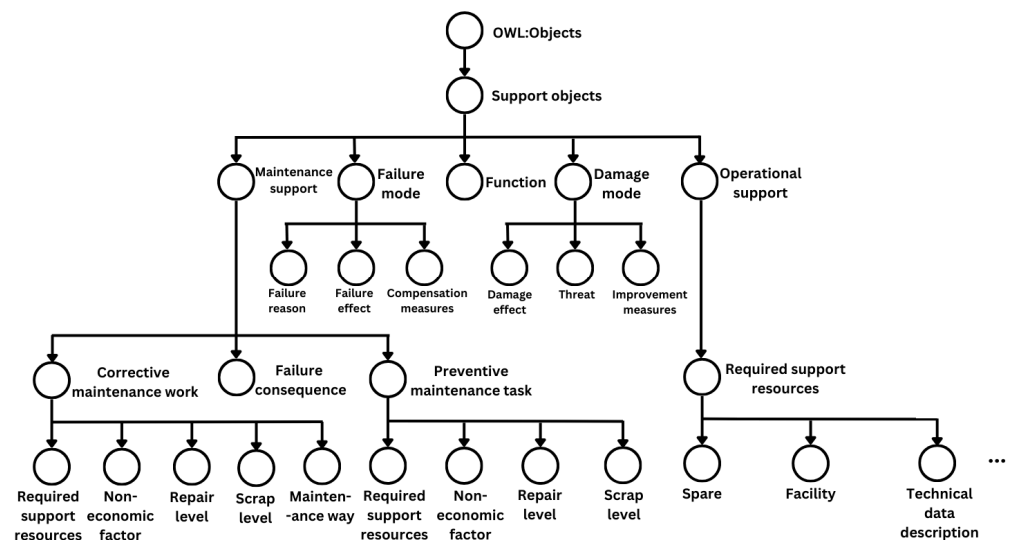 OWL:Objects
Support objects
Maintenance
support
Failure
mode
Function
Damage
mode
Operational
support
Failure
reason
Failure
effect
Compensation
measures
Damage
effect
Threat
Improvement
measures
Corrective
maintenance work
Failure
consequence
Preventive
maintenance task
Required support
resources
Required
support
resources
Non-
economic
factor
Repair
level
Scrap
level
Mainten-
-ance way
Required
support
resources
Non-
economic
factor
Repair
level
Scrap
level
Spare
Facility
Technical
data
description
...